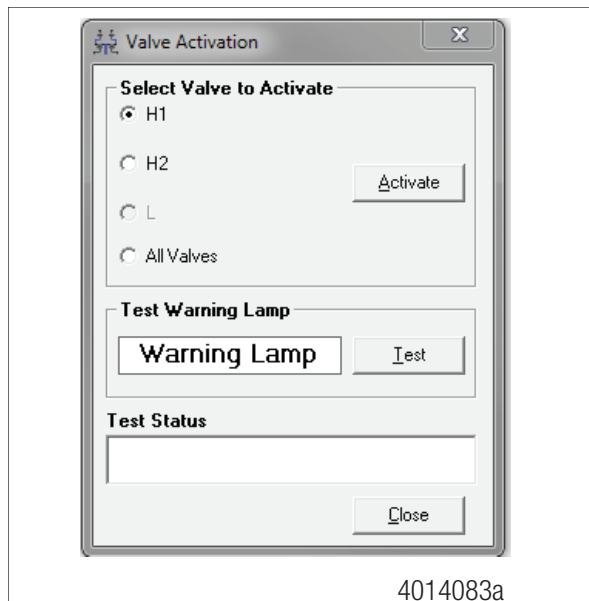 Valve Activation
Select Valve to Activate
H1
H2
Activate
L
All Valves
Test Warning Lamp
Warning Lamp
Test
Test Status
Close
4014083a